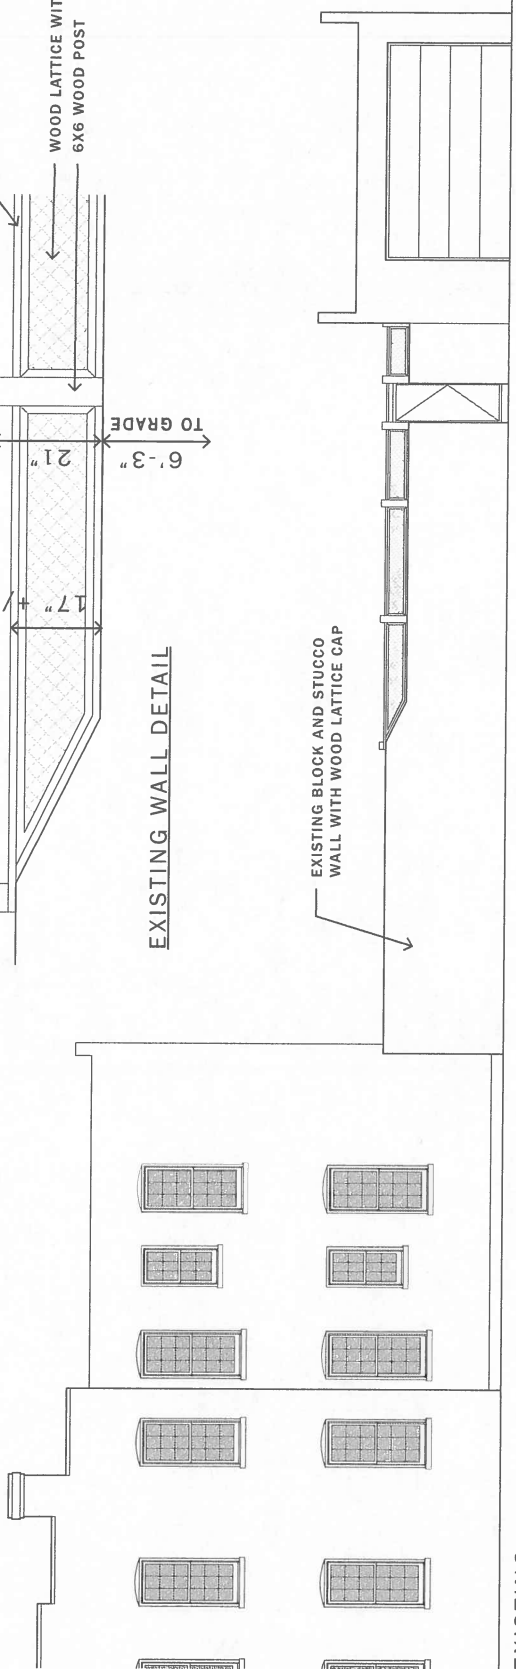 WOOD LATTICE WIT
6X6 WOOD POST
21"
6'-3"
TO GRADE
17" +/
EXISTING WALL DETAIL
EXISTING BLOCK AND STUCCO
WALL WITH WOOD LATTICE CAP